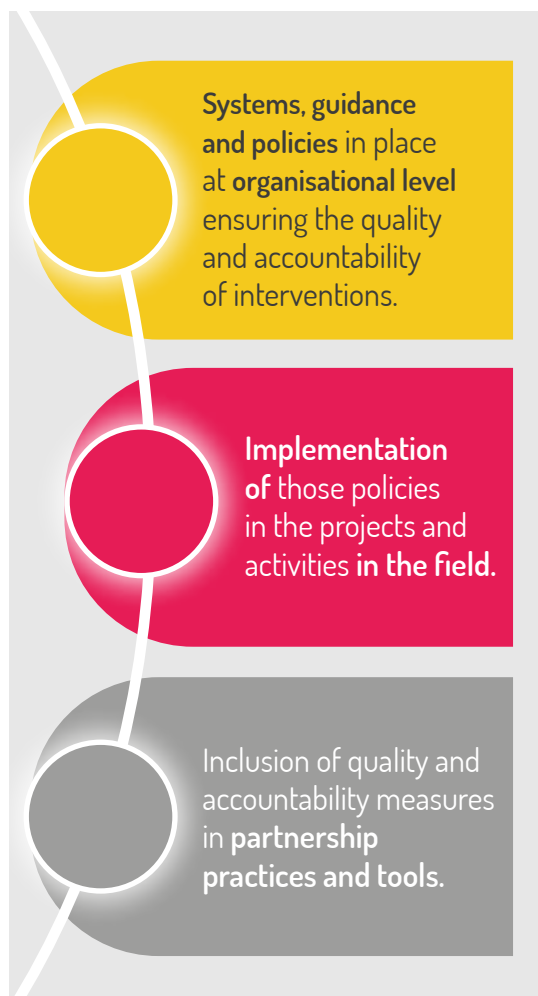 Systems, guidance
and policies in place
at organisational level
ensuring the quality
and accountability
of interventions.
Implementation
of those policies
in the projects and
activities in the field.
Inclusion of quality and
accountability measures
in partnership
practices and tools.